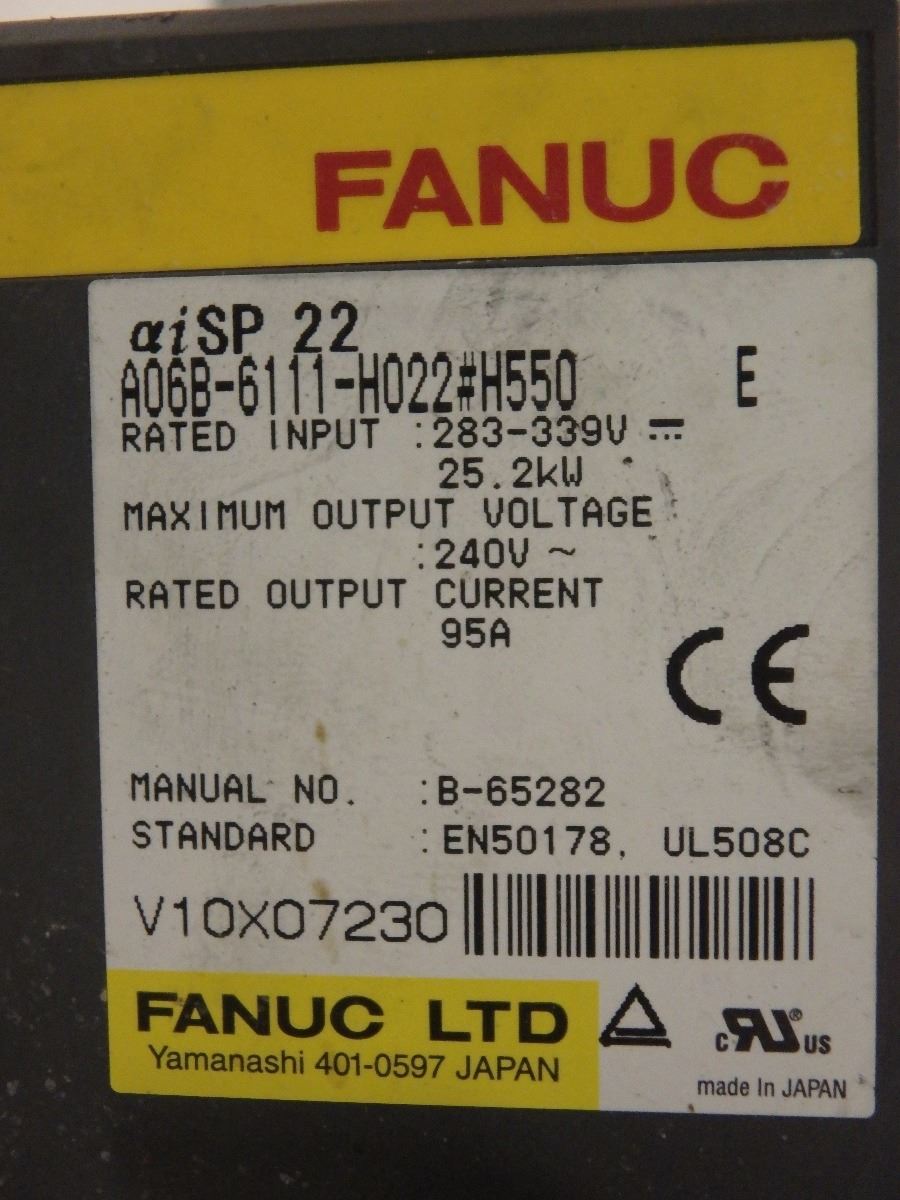 FANUC
αiSP 22
A06B-6111-H022#H550 E
RATED INPUT :283-339V ⎓
25.2kW
MAXIMUM OUTPUT VOLTAGE
:240V ~
RATED OUTPUT CURRENT
95A
CE
MANUAL NO. :B-65282
STANDARD :EN50178, UL508C
V10X07230
FANUC LTD
Yamanashi 401-0597 JAPAN
c RU ® US
made In JAPAN